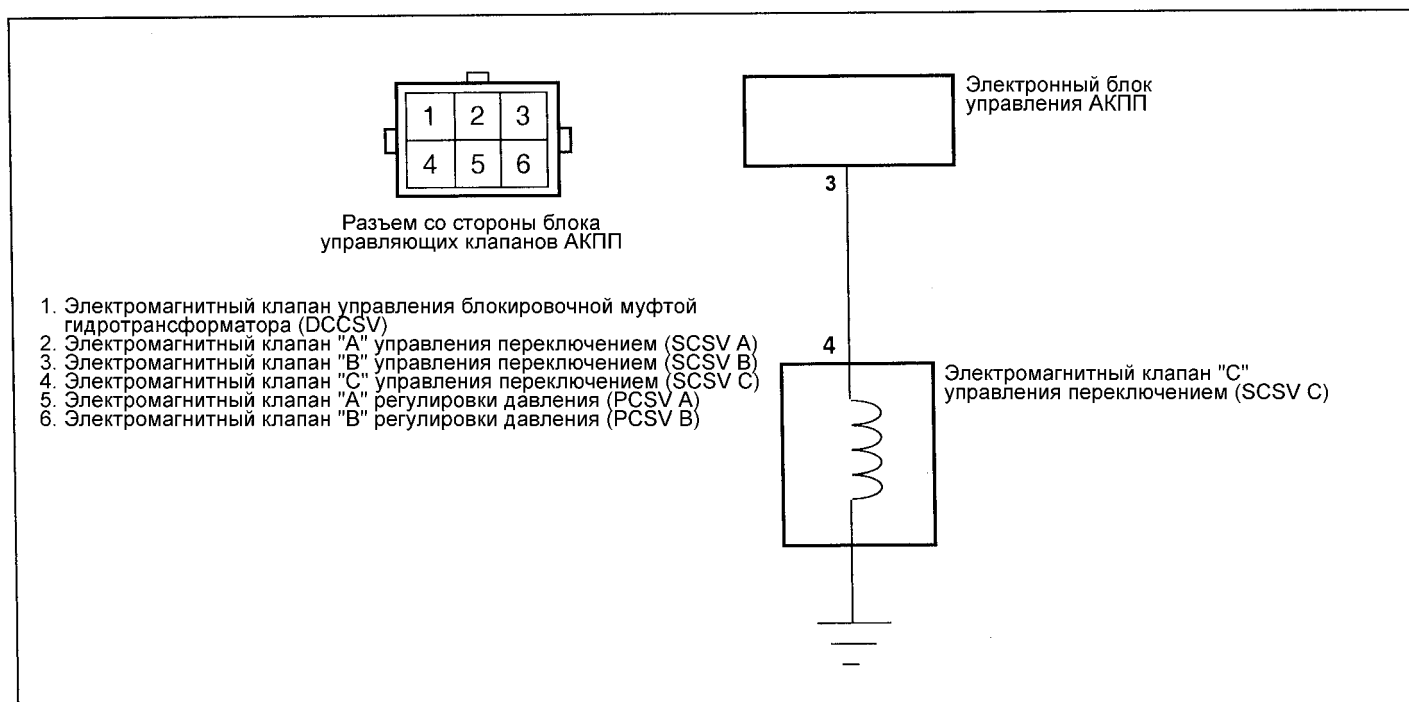 1 2 3
4 5 6
Разъем со стороны блока
управляющих клапанов АКПП
Электронный блок
управления АКПП
3
4
Электромагнитный клапан "С"
управления переключением (SCSV C)
1. Электромагнитный клапан управления блокировочной муфтой
гидротрансформатора (DCCSV)
2. Электромагнитный клапан "А" управления переключением (SCSV A)
3. Электромагнитный клапан "В" управления переключением (SCSV B)
4. Электромагнитный клапан "С" управления переключением (SCSV C)
5. Электромагнитный клапан "А" регулировки давления (PCSV A)
6. Электромагнитный клапан "В" регулировки давления (PCSV B)